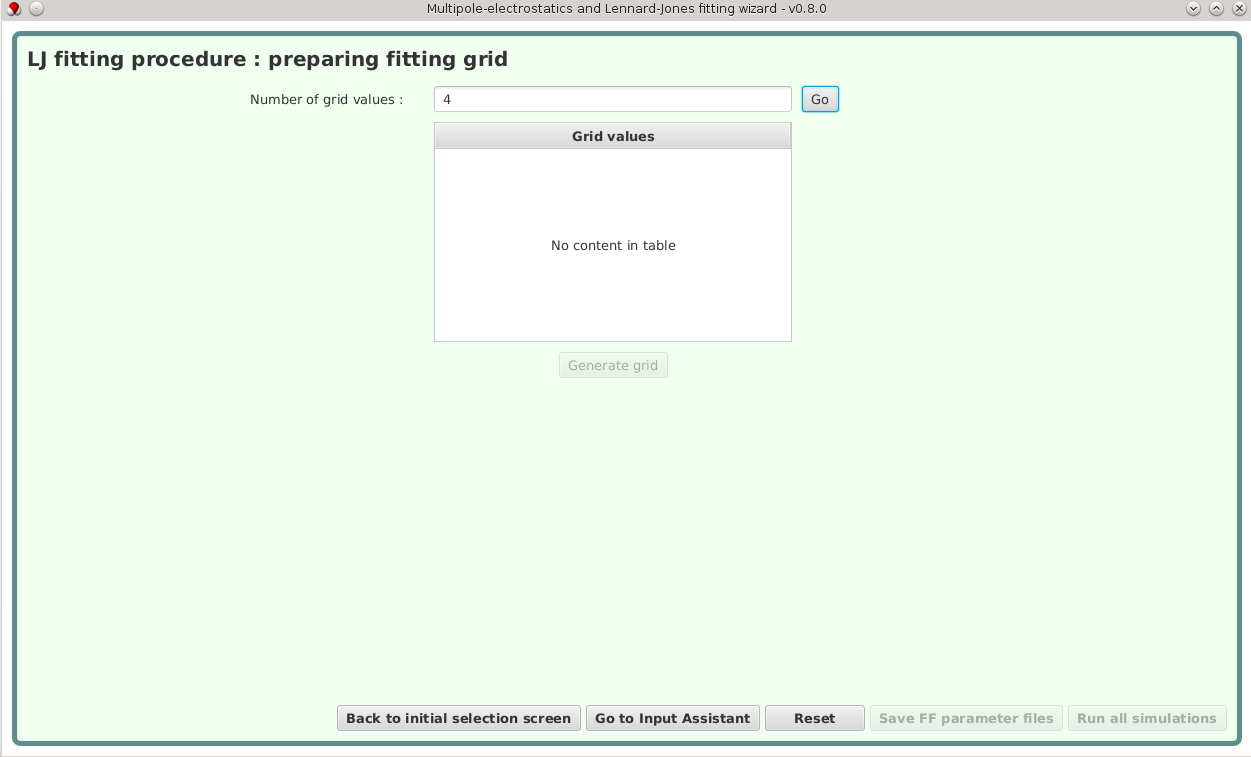 Multipole-electrostatics and Lennard-Jones fitting wizard - v0.8.0
LJ fitting procedure : preparing fitting grid
Number of grid values : 4 Go
Grid values
No content in table
Generate grid
Back to initial selection screen Go to Input Assistant Reset Save FF parameter files Run all simulations